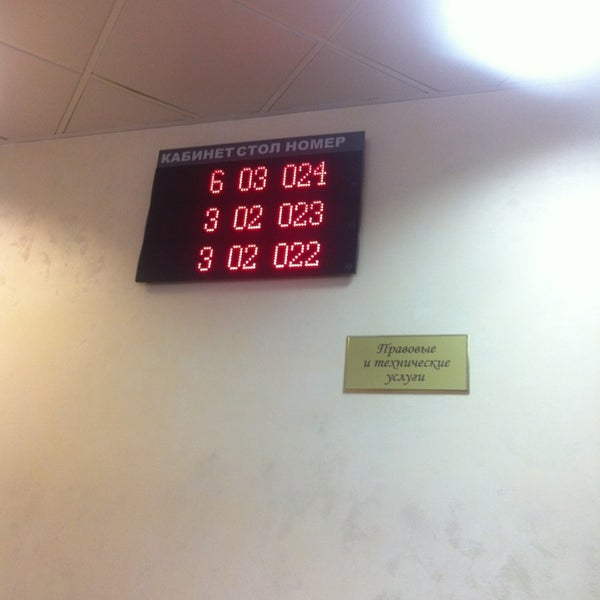 КАБИНЕТ СТОЛ НОМЕР
6 03 024
3 02 023
3 02 022
Правовые
и технические
услуги